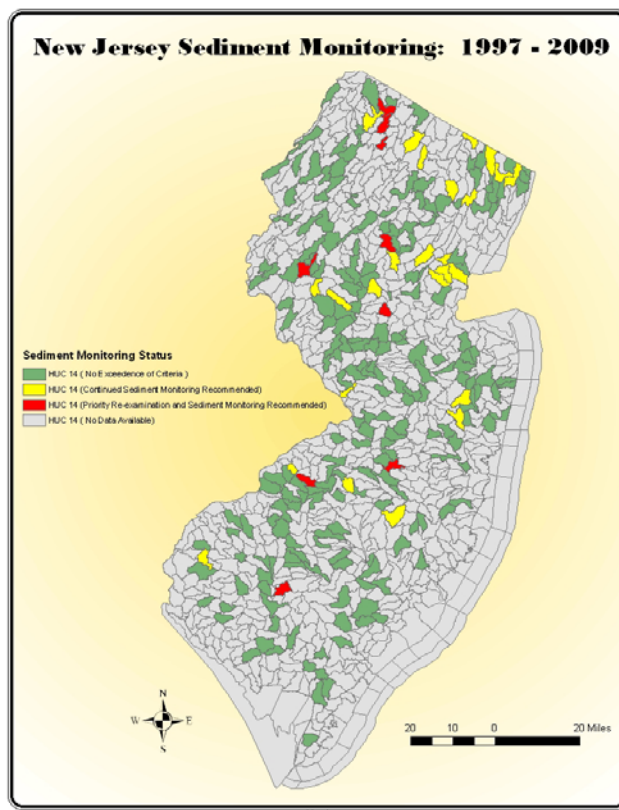 New Jersey Sediment Monitoring: 1997 - 2009
Sediment Monitoring Status
HUC 14 ( No Exceedence of Criteria )
HUC 14 (Continued Sediment Monitoring Recommended)
HUC 14 (Priority Re-examination and Sediment Monitoring Recommended)
HUC 14 ( No Data Available)
N
W E
S
20 10 0 20 Miles